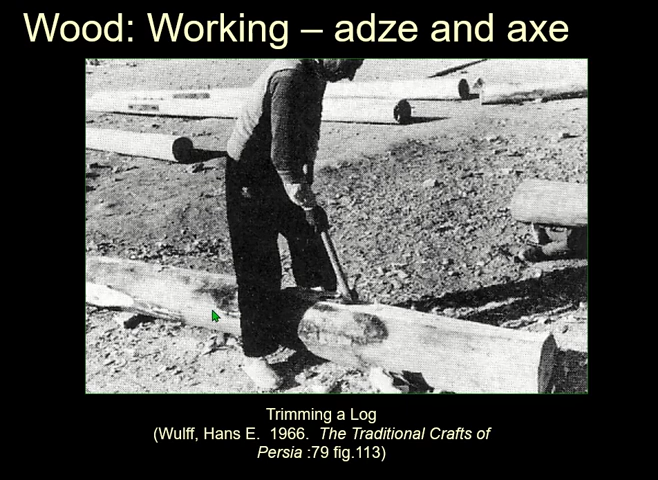 Wood: Working – adze and axe
Trimming a Log
(Wulff, Hans E.  1966.  The Traditional Crafts of
Persia :79 fig.113)